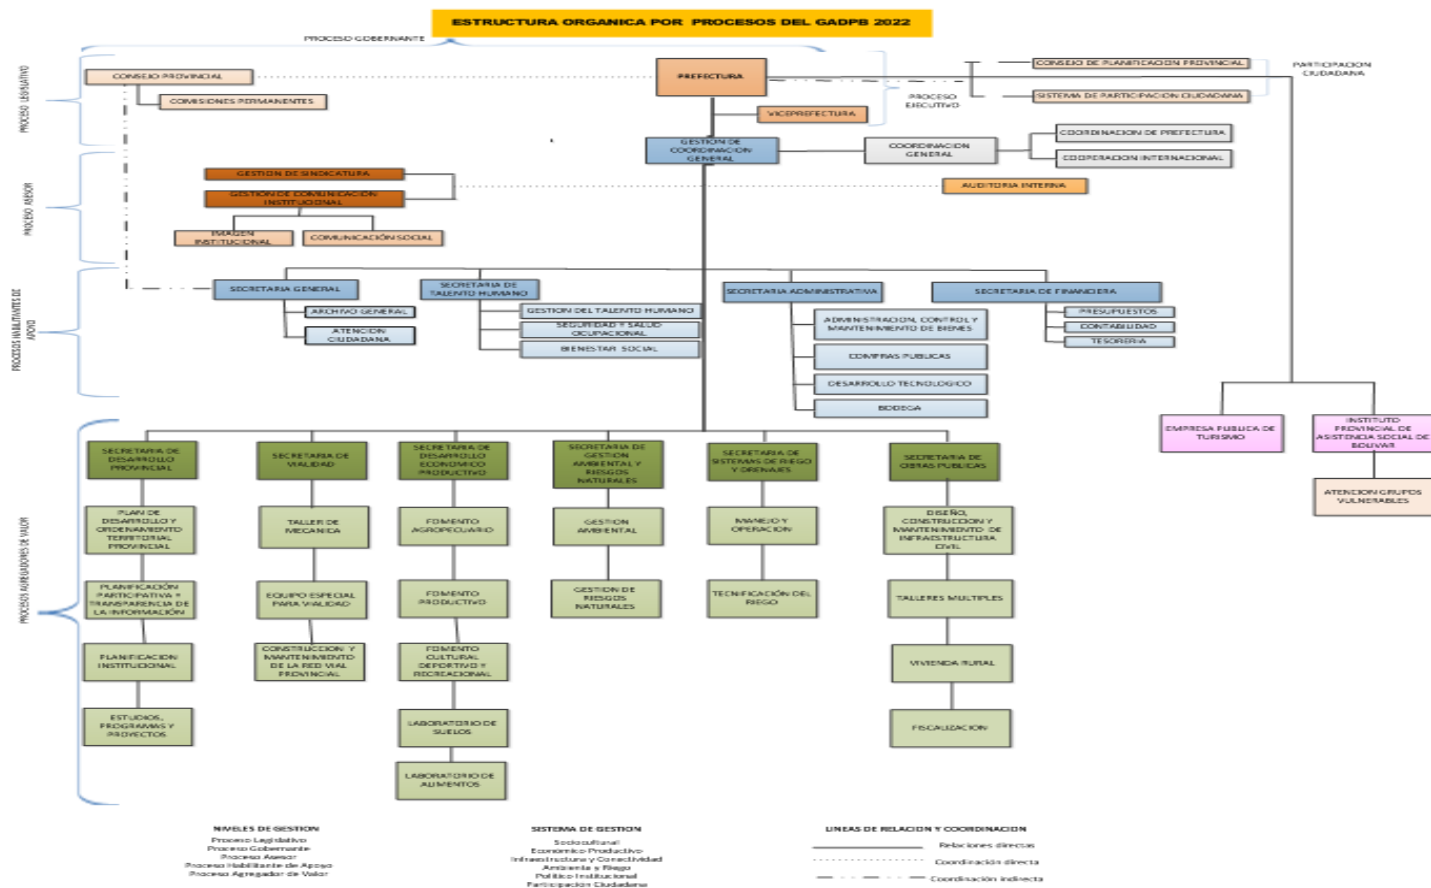 ESTRUCTURA ORGANICA POR PROCESOS DEL GADPB 2022
PROCESO GOBERNANTE
PROCESO LEGISLATIVO
CONSEJO PROVINCIAL
COMISIONES PERMANENTES
PREFECTURA
VICEPREFECTURA
PROCESO
EJECUTIVO
CONSEJO DE PLANIFICACION PROVINCIAL
SISTEMA DE PARTICIPACION CIUDADANA
PARTICIPACION
CIUDADANA
GESTION DE
COORDINACION
GENERAL
COORDINACION
GENERAL
COORDINACION DE PREFECTURA
COOPERACION INTERNACIONAL
PROCESO ASESOR
GESTION DE SINDICATURA
GESTION DE COMUNICACION
INSTITUCIONAL
IMAGEN
INSTITUCIONAL
COMUNICACIÓN SOCIAL
AUDITORIA INTERNA
PROCESOS HABILITANTES DE
APOYO
SECRETARIA GENERAL
ARCHIVO GENERAL
ATENCION
CIUDADANA
SECRETARIA DE
TALENTO HUMANO
GESTION DEL TALENTO HUMANO
SEGURIDAD Y SALUD
OCUPACIONAL
BIENESTAR SOCIAL
SECRETARIA ADMINISTRATIVA
ADMINISTRACION, CONTROL Y
MANTENIMIENTO DE BIENES
COMPRAS PUBLICAS
DESARROLLO TECNOLOGICO
BODEGA
SECRETARIA DE FINANCIERA
PRESUPUESTOS
CONTABILIDAD
TESORERIA
EMPRESA PUBLICA DE
TURISMO
INSTITUTO
PROVINCIAL DE
ASISTENCIA SOCIAL DE
BOLIVAR
ATENCION GRUPOS
VULNERABLES
PROCESOS AGREGADORES DE VALOR
SECRETARIA DE
DESARROLLO
PROVINCIAL
PLAN DE
DESARROLLO Y
ORDENAMIENTO
TERRITORIAL
PROVINCIAL
PLANIFICACIÓN
PARTICIPATIVA Y
TRANSPARENCIA DE
LA INFORMACIÓN
PLANIFICACION
INSTITUCIONAL
ESTUDIOS,
PROGRAMAS Y
PROYECTOS
SECRETARIA DE
VIALIDAD
TALLER DE
MECANICA
EQUIPO ESPECIAL
PARA VIALIDAD
CONSTRUCCION Y
MANTENIMIENTO
DE LA RED VIAL
PROVINCIAL
SECRETARIA DE
DESARROLLO
ECONOMICO
PRODUCTIVO
FOMENTO
AGROPECUARIO
FOMENTO
PRODUCTIVO
FOMENTO
CULTURAL
DEPORTIVO Y
RECREACIONAL
LABORATORIO DE
SUELOS
LABORATORIO DE
ALIMENTOS
SECRETARIA DE
GESTION
AMBIENTAL Y
RIESGOS
NATURALES
GESTION
AMBIENTAL
GESTION DE
RIESGOS
NATURALES
SECRETARIA DE
SISTEMAS DE RIEGO
Y DRENAJES
MANEJO Y
OPERACION
TECNIFICACIÓN DEL
RIEGO
SECRETARIA DE
OBRAS PUBLICAS
DISEÑO,
CONSTRUCCION Y
MANTENIMIENTO DE
INFRAESTRUCTURA
CIVIL
TALLERES MULTIPLES
VIVIENDA RURAL
FISCALIZACION
NIVELES DE GESTION
Proceso Legislativo
Proceso Gobernante
Proceso Asesor
Proceso Habilitante de Apoyo
Proceso Agregador de Valor
SISTEMA DE GESTION
Sociocultural
Económico Productivo
Infraestructura y Conectividad
Ambiente y Riego
Político Institucional
Participación Ciudadana
LINEAS DE RELACION Y COORDINACION
Relaciones directas
Coordinación directa
Coordinación indirecta